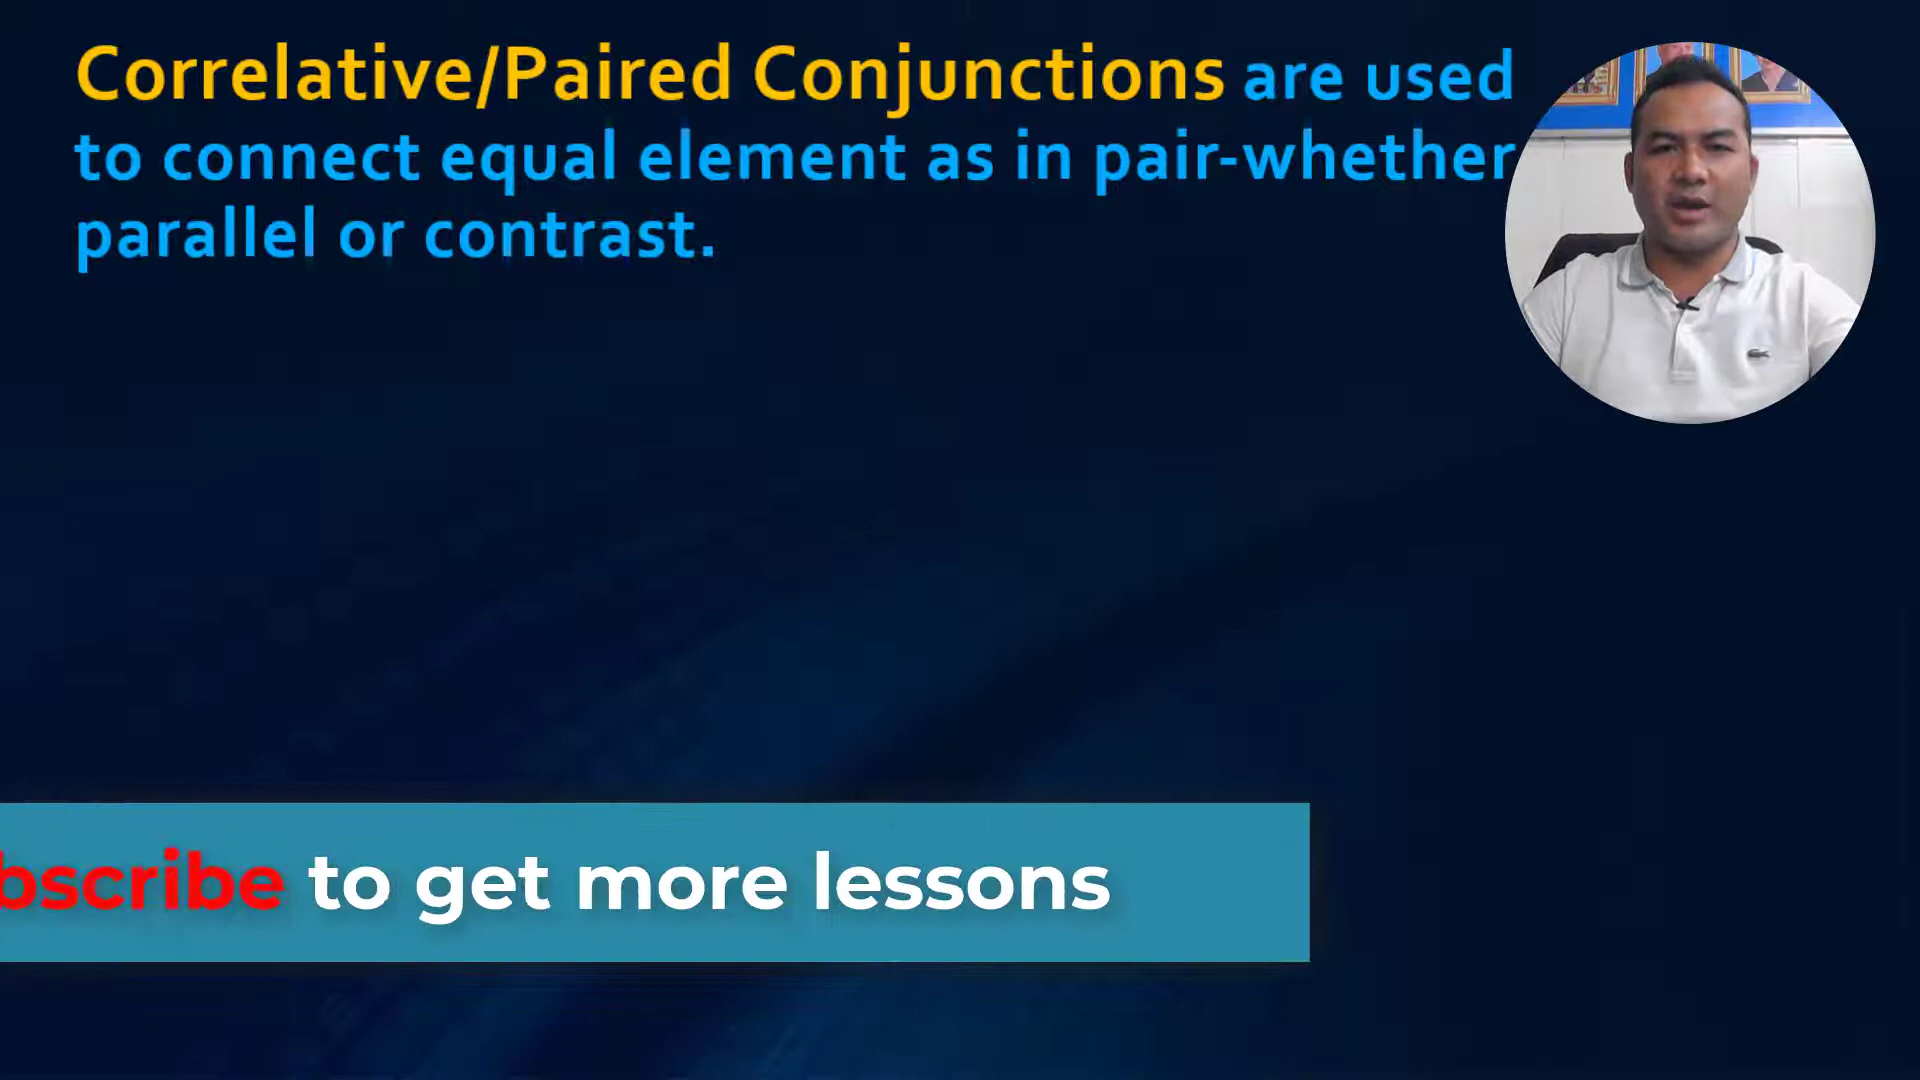 Correlative/Paired Conjunctions are used
to connect equal element as in pair-whether
parallel or contrast.
bscribe to get more lessons